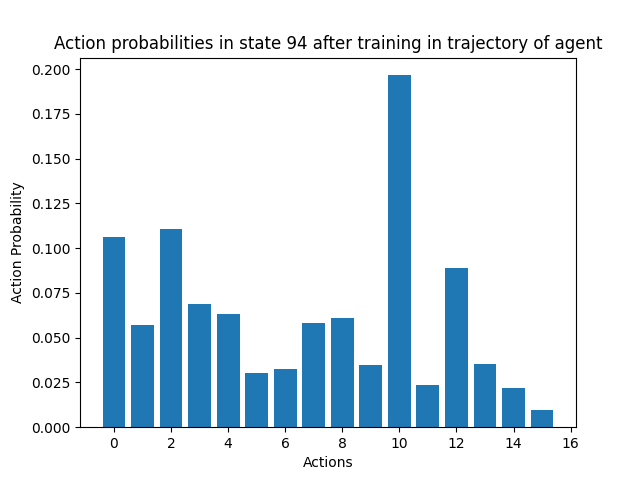 Action probabilities in state 94 after training in trajectory of agent
0.200
0.175
0.150
0.125
0.100
0.075
0.050
0.025
0.000
Action Probability
0 2 4 6 8 10 12 14 16
Actions